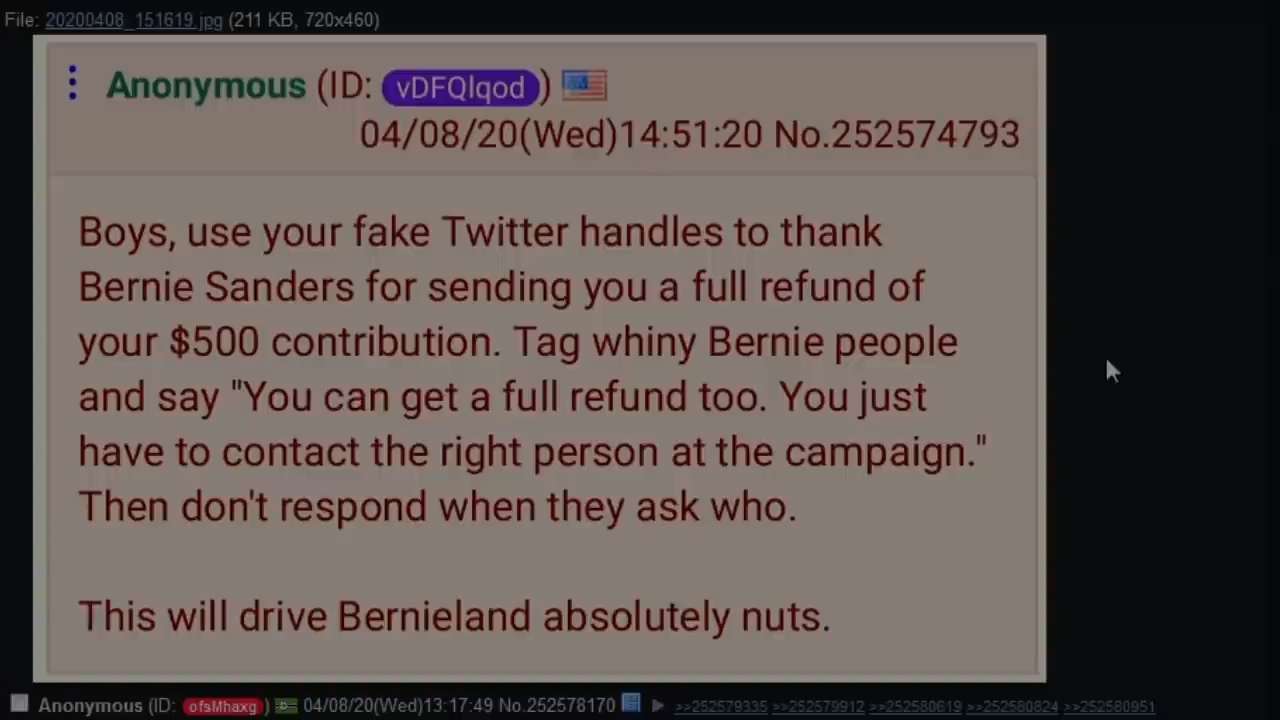 File: 20200408_151619.jpg (211 KB, 720x460)
Anonymous (ID: vDFQlqod)
04/08/20(Wed)14:51:20 No.252574793
Boys, use your fake Twitter handles to thank
Bernie Sanders for sending you a full refund of
your $500 contribution. Tag whiny Bernie people
and say "You can get a full refund too. You just
have to contact the right person at the campaign."
Then don't respond when they ask who.
This will drive Bernieland absolutely nuts.
Anonymous (ID: ofsMhaxg) 04/08/20(Wed)13:17:49 No.252578170 >>252579335 >>252579912 >>252580619 >>252580824 >>252580951